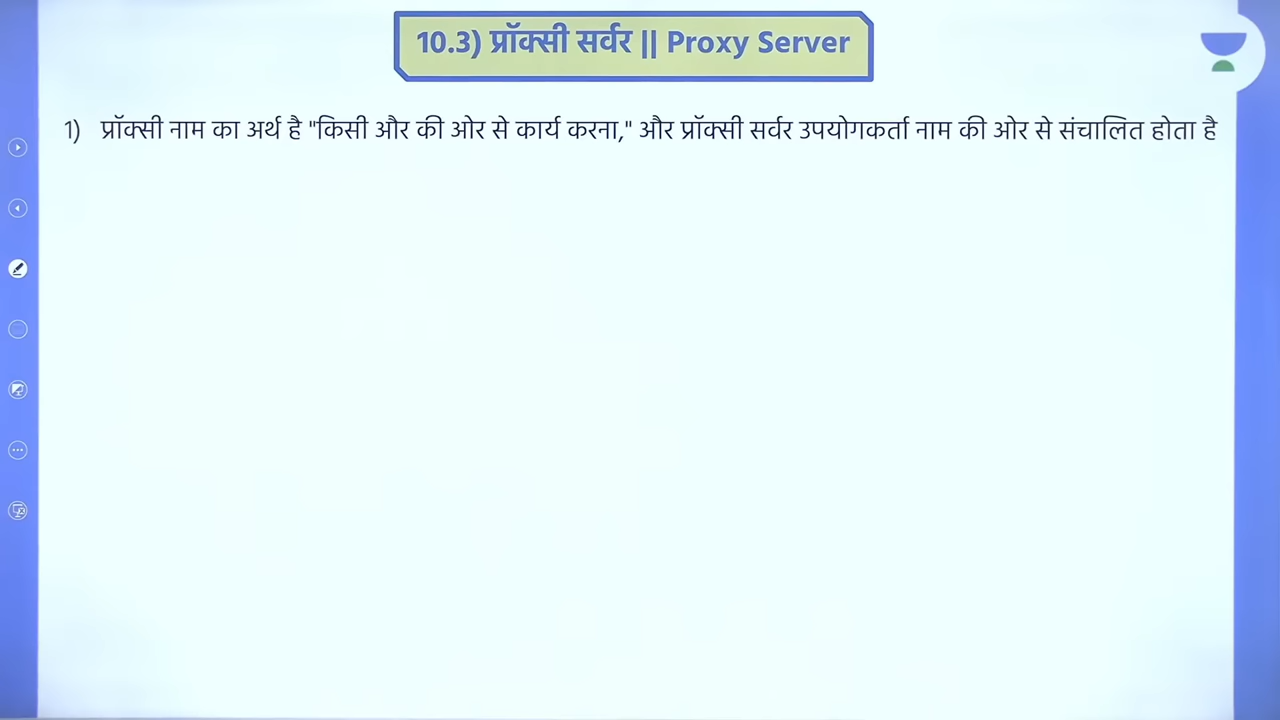 10.3) प्रॉक्सी सर्वर || Proxy Server
1) प्रॉक्सी नाम का अर्थ है "किसी और की ओर से कार्य करना," और प्रॉक्सी सर्वर उपयोगकर्ता नाम की ओर से संचालित होता है